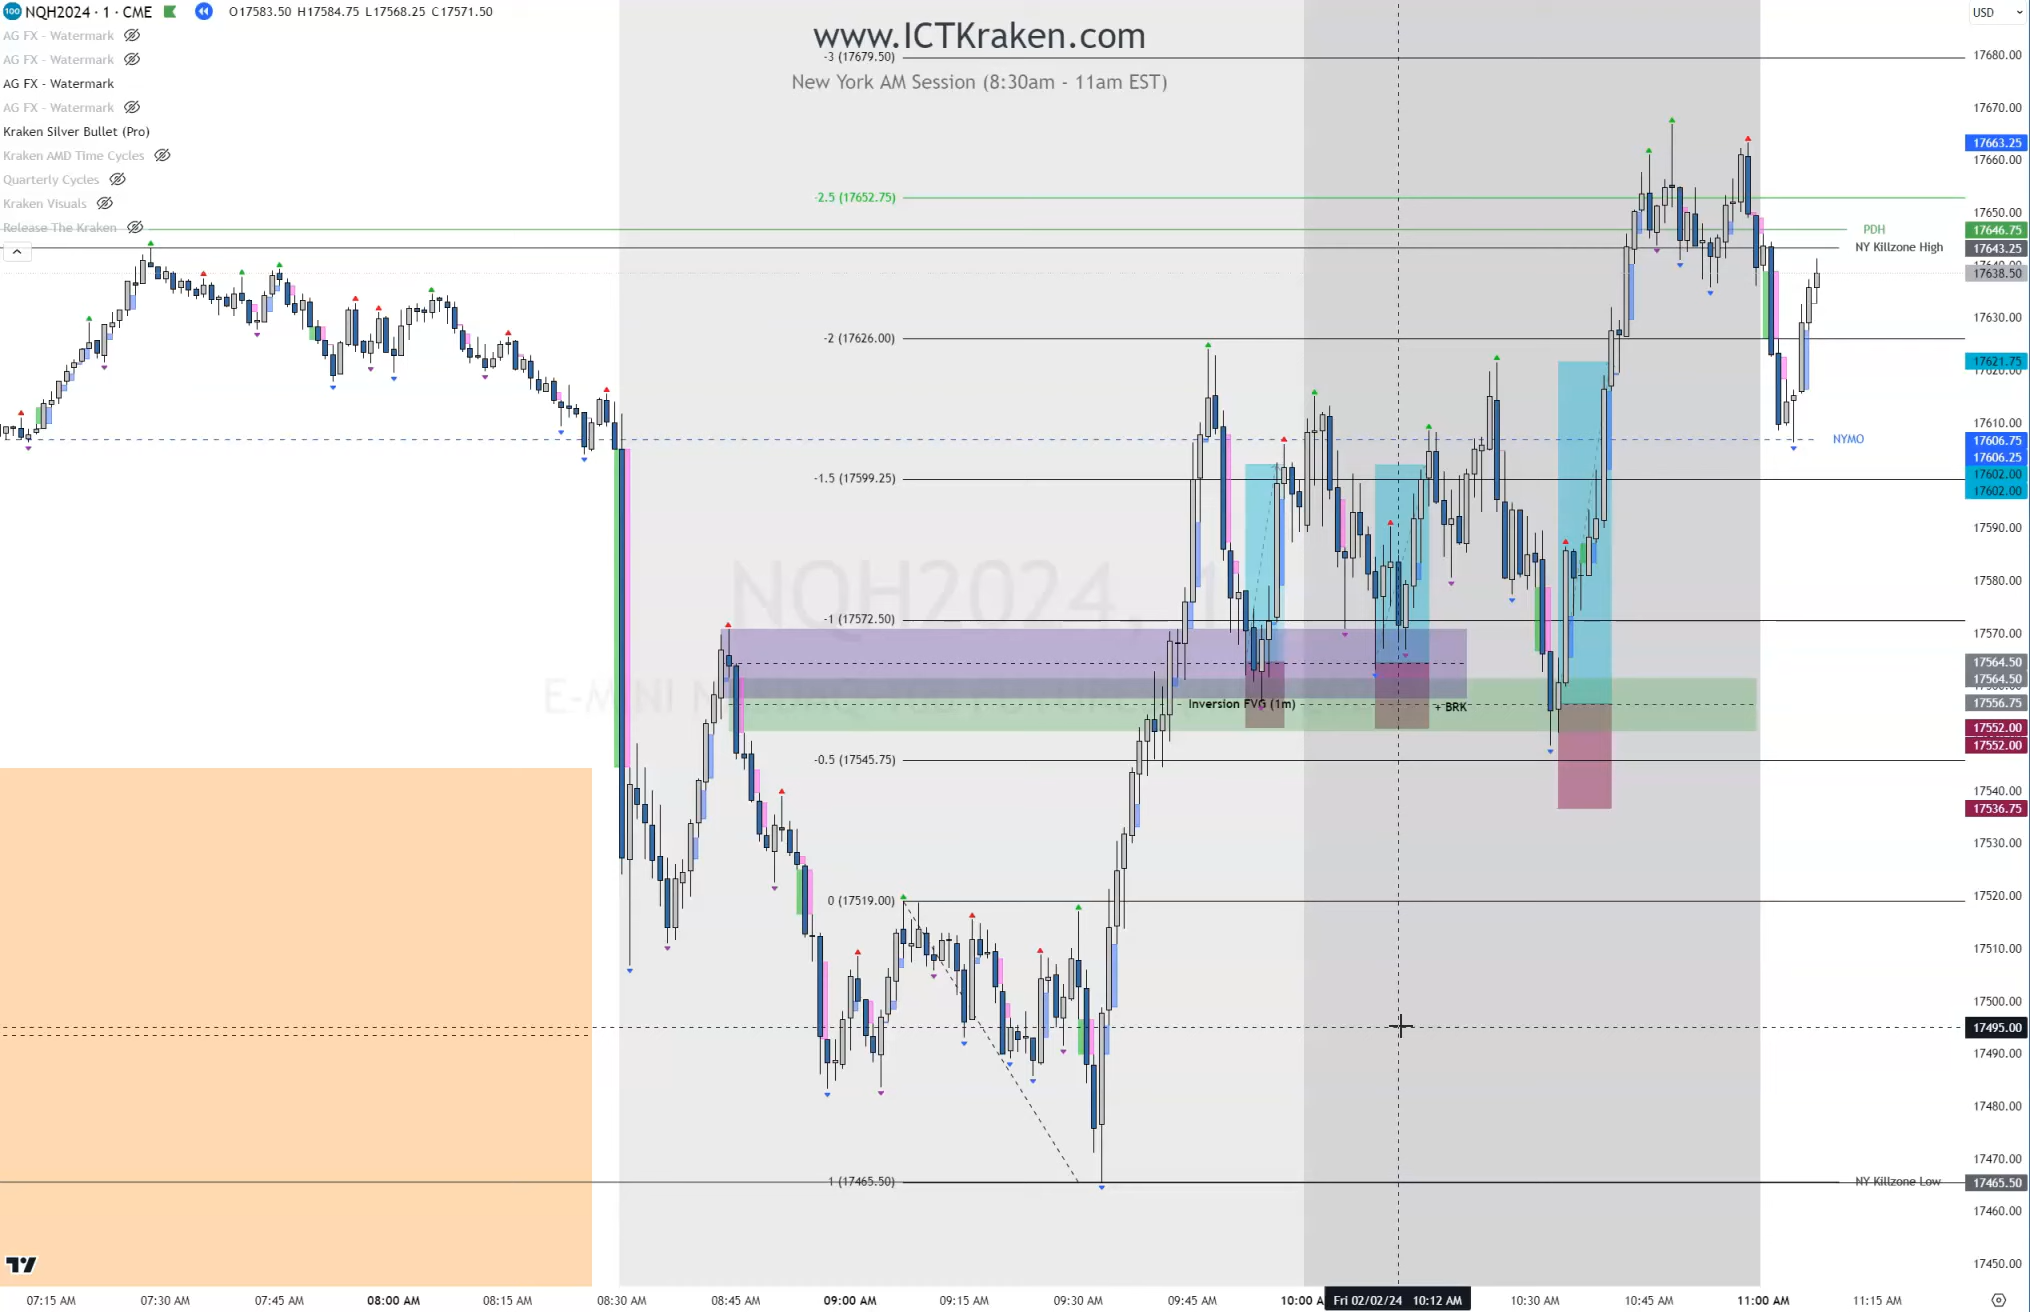 NQH2024 · 1 · CME O17583.50 H17584.75 L17568.25 C17571.50
AG FX - Watermark
AG FX - Watermark
AG FX - Watermark
AG FX - Watermark
Kraken Silver Bullet (Pro)
Kraken AMD Time Cycles
Quarterly Cycles
Kraken Visuals
Release The Kraken
www.ICTKraken.com
New York AM Session (8:30am - 11am EST)
-3 (17679.50)
-2.5 (17652.75)
-2 (17626.00)
-1.5 (17599.25)
-1 (17572.50)
-0.5 (17545.75)
0 (17519.00)
1 (17465.50)
NQH2024, 1
Inversion FVG (1m)
+ BRK
PDH
NY Killzone High
NYMO
NY Killzone Low
USD
17680.00
17670.00
17663.25
17660.00
17650.00
17646.75
17643.25
17638.50
17630.00
17621.75
17620.00
17610.00
17606.75
17606.25
17602.00
17602.00
17590.00
17580.00
17570.00
17564.50
17564.50
17556.75
17552.00
17552.00
17540.00
17536.75
17530.00
17520.00
17510.00
17500.00
17495.00
17490.00
17480.00
17470.00
17465.50
17460.00
17450.00
07:15 AM 07:30 AM 07:45 AM 08:00 AM 08:15 AM 08:30 AM 08:45 AM 09:00 AM 09:15 AM 09:30 AM 09:45 AM 10:00 A Fri 02/02/24 10:12 AM 10:30 AM 10:45 AM 11:00 AM 11:15 AM